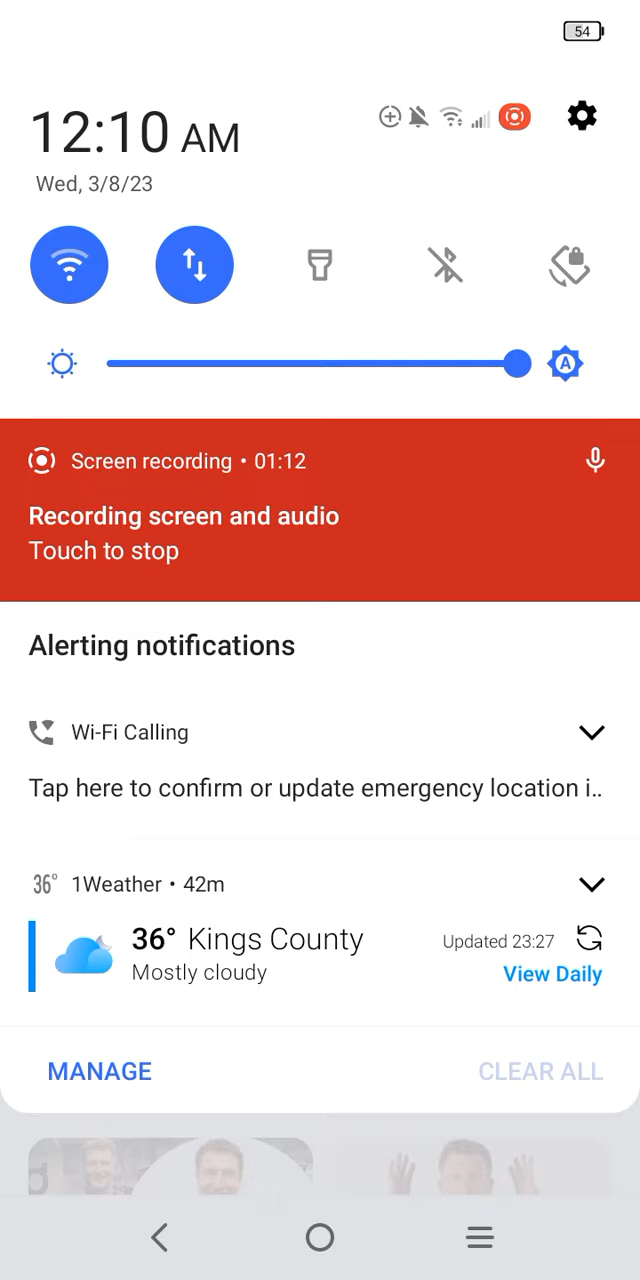 54
12:10 AM
Wed, 3/8/23
A
Screen recording • 01:12
Recording screen and audio
Touch to stop
Alerting notifications
Wi-Fi Calling
Tap here to confirm or update emergency location i..
36° 1Weather • 42m
36° Kings County
Updated 23:27
Mostly cloudy
View Daily
MANAGE
CLEAR ALL